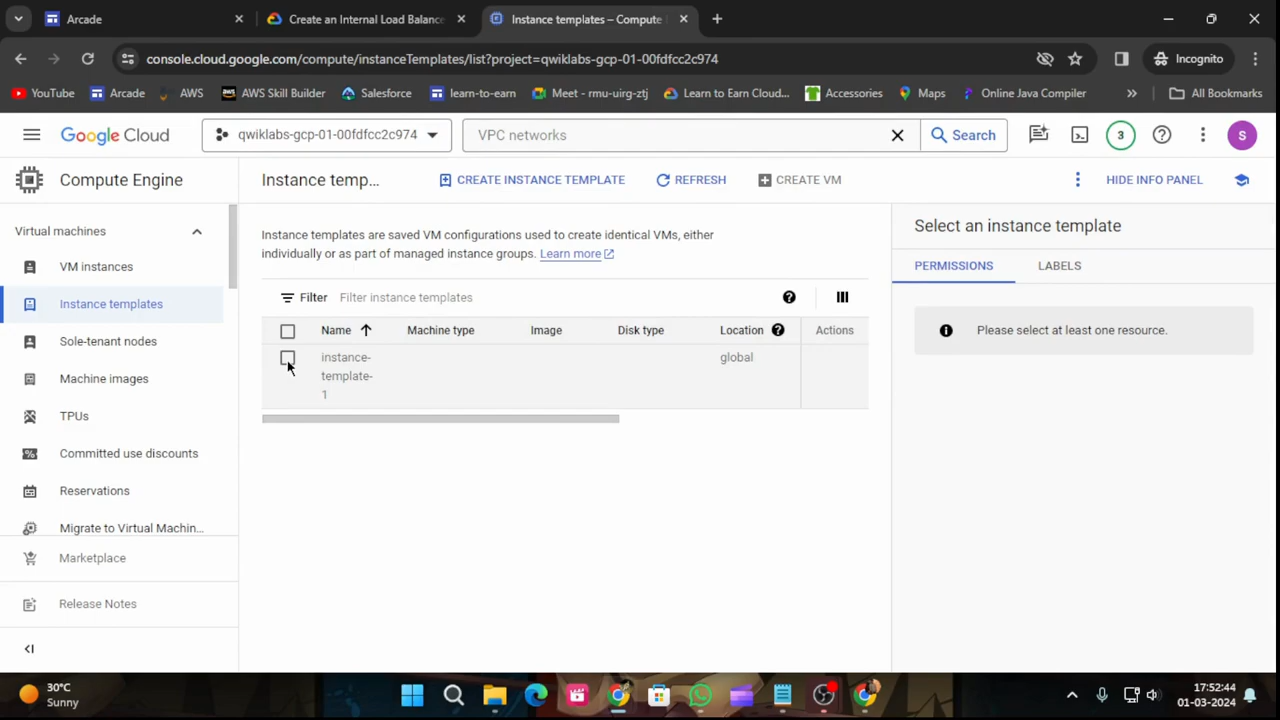 Arcade
Create an Internal Load Balance
Instance templates – Compute
console.cloud.google.com/compute/instanceTemplates/list?project=qwiklabs-gcp-01-00fdfcc2c974
Incognito
YouTube
Arcade
AWS
AWS Skill Builder
Salesforce
learn-to-earn
Meet - rmu-uirg-ztj
Learn to Earn Cloud...
Accessories
Maps
Online Java Compiler
»
All Bookmarks
Google Cloud
qwiklabs-gcp-01-00fdfcc2c974
VPC networks
Search
3
S
Compute Engine
Instance temp...
CREATE INSTANCE TEMPLATE
REFRESH
CREATE VM
HIDE INFO PANEL
Virtual machines
VM instances
Instance templates
Sole-tenant nodes
Machine images
TPUs
Committed use discounts
Reservations
Migrate to Virtual Machin...
Marketplace
Release Notes
Instance templates are saved VM configurations used to create identical VMs, either
individually or as part of managed instance groups. Learn more
Filter Filter instance templates
Name Machine type Image Disk type Location Actions
instance- global
template-
1
Select an instance template
PERMISSIONS
LABELS
Please select at least one resource.
30°C
Sunny
17:52:44
01-03-2024